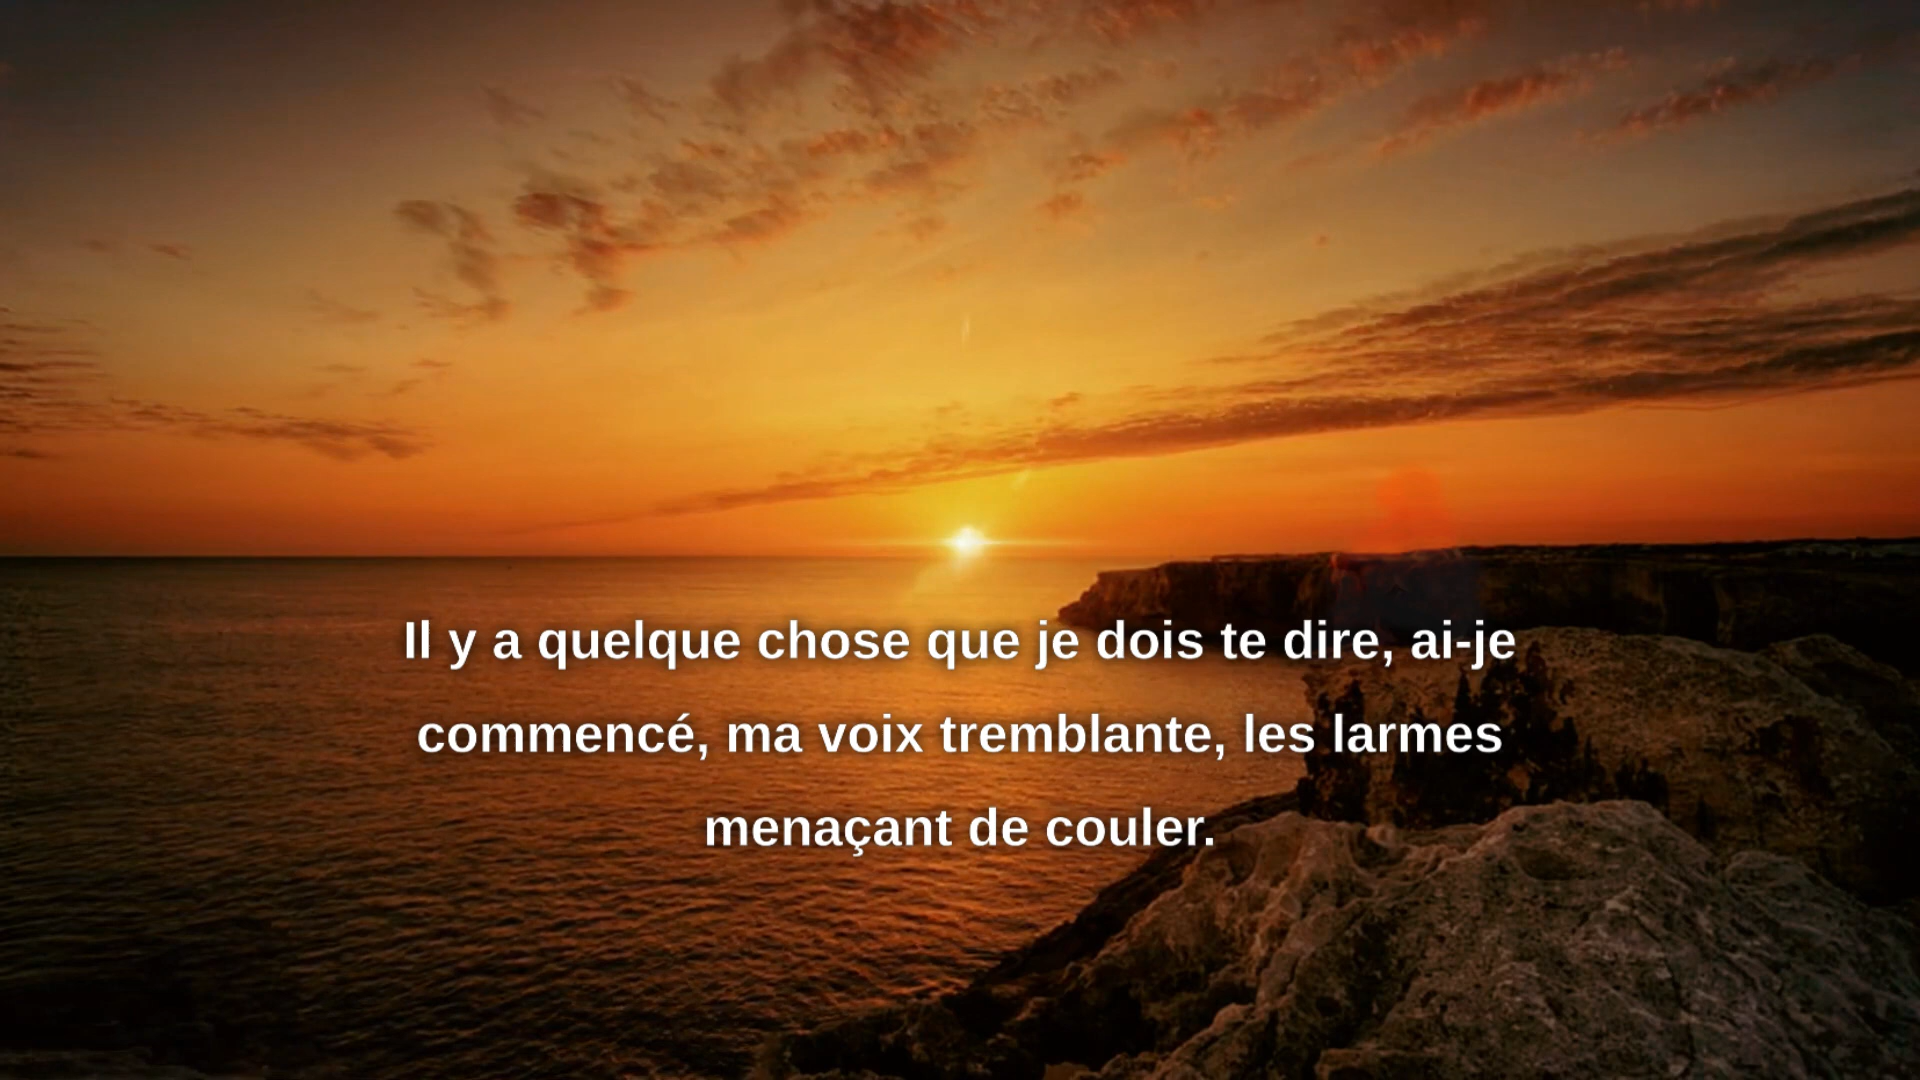 Il y a quelque chose que je dois te dire, ai-je
commencé, ma voix tremblante, les larmes
menaçant de couler.